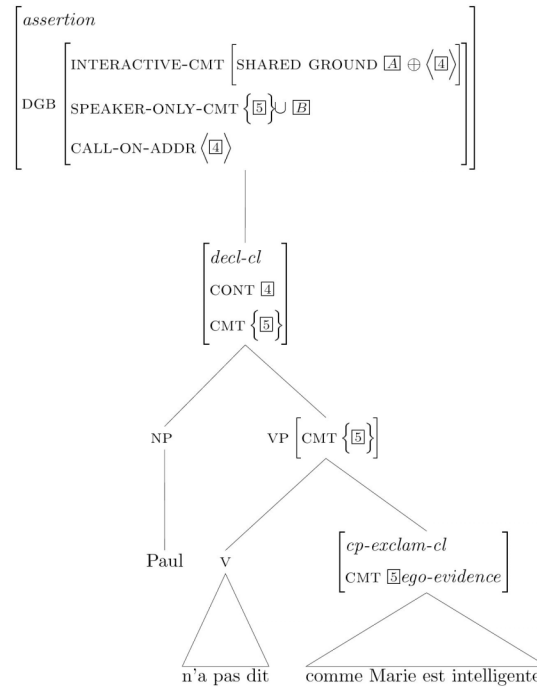 assertion
INTERACTIVE-CMT [SHARED GROUND [A] ⊕ ⟨[4]⟩]
DGB SPEAKER-ONLY-CMT {[5]} ∪ [B]
CALL-ON-ADDR ⟨[4]⟩
decl-cl
CONT [4]
CMT {[5]}
NP VP [CMT {[5]}]
cp-exclam-cl
Paul V CMT [5]ego-evidence
n'a pas dit comme Marie est intelligente